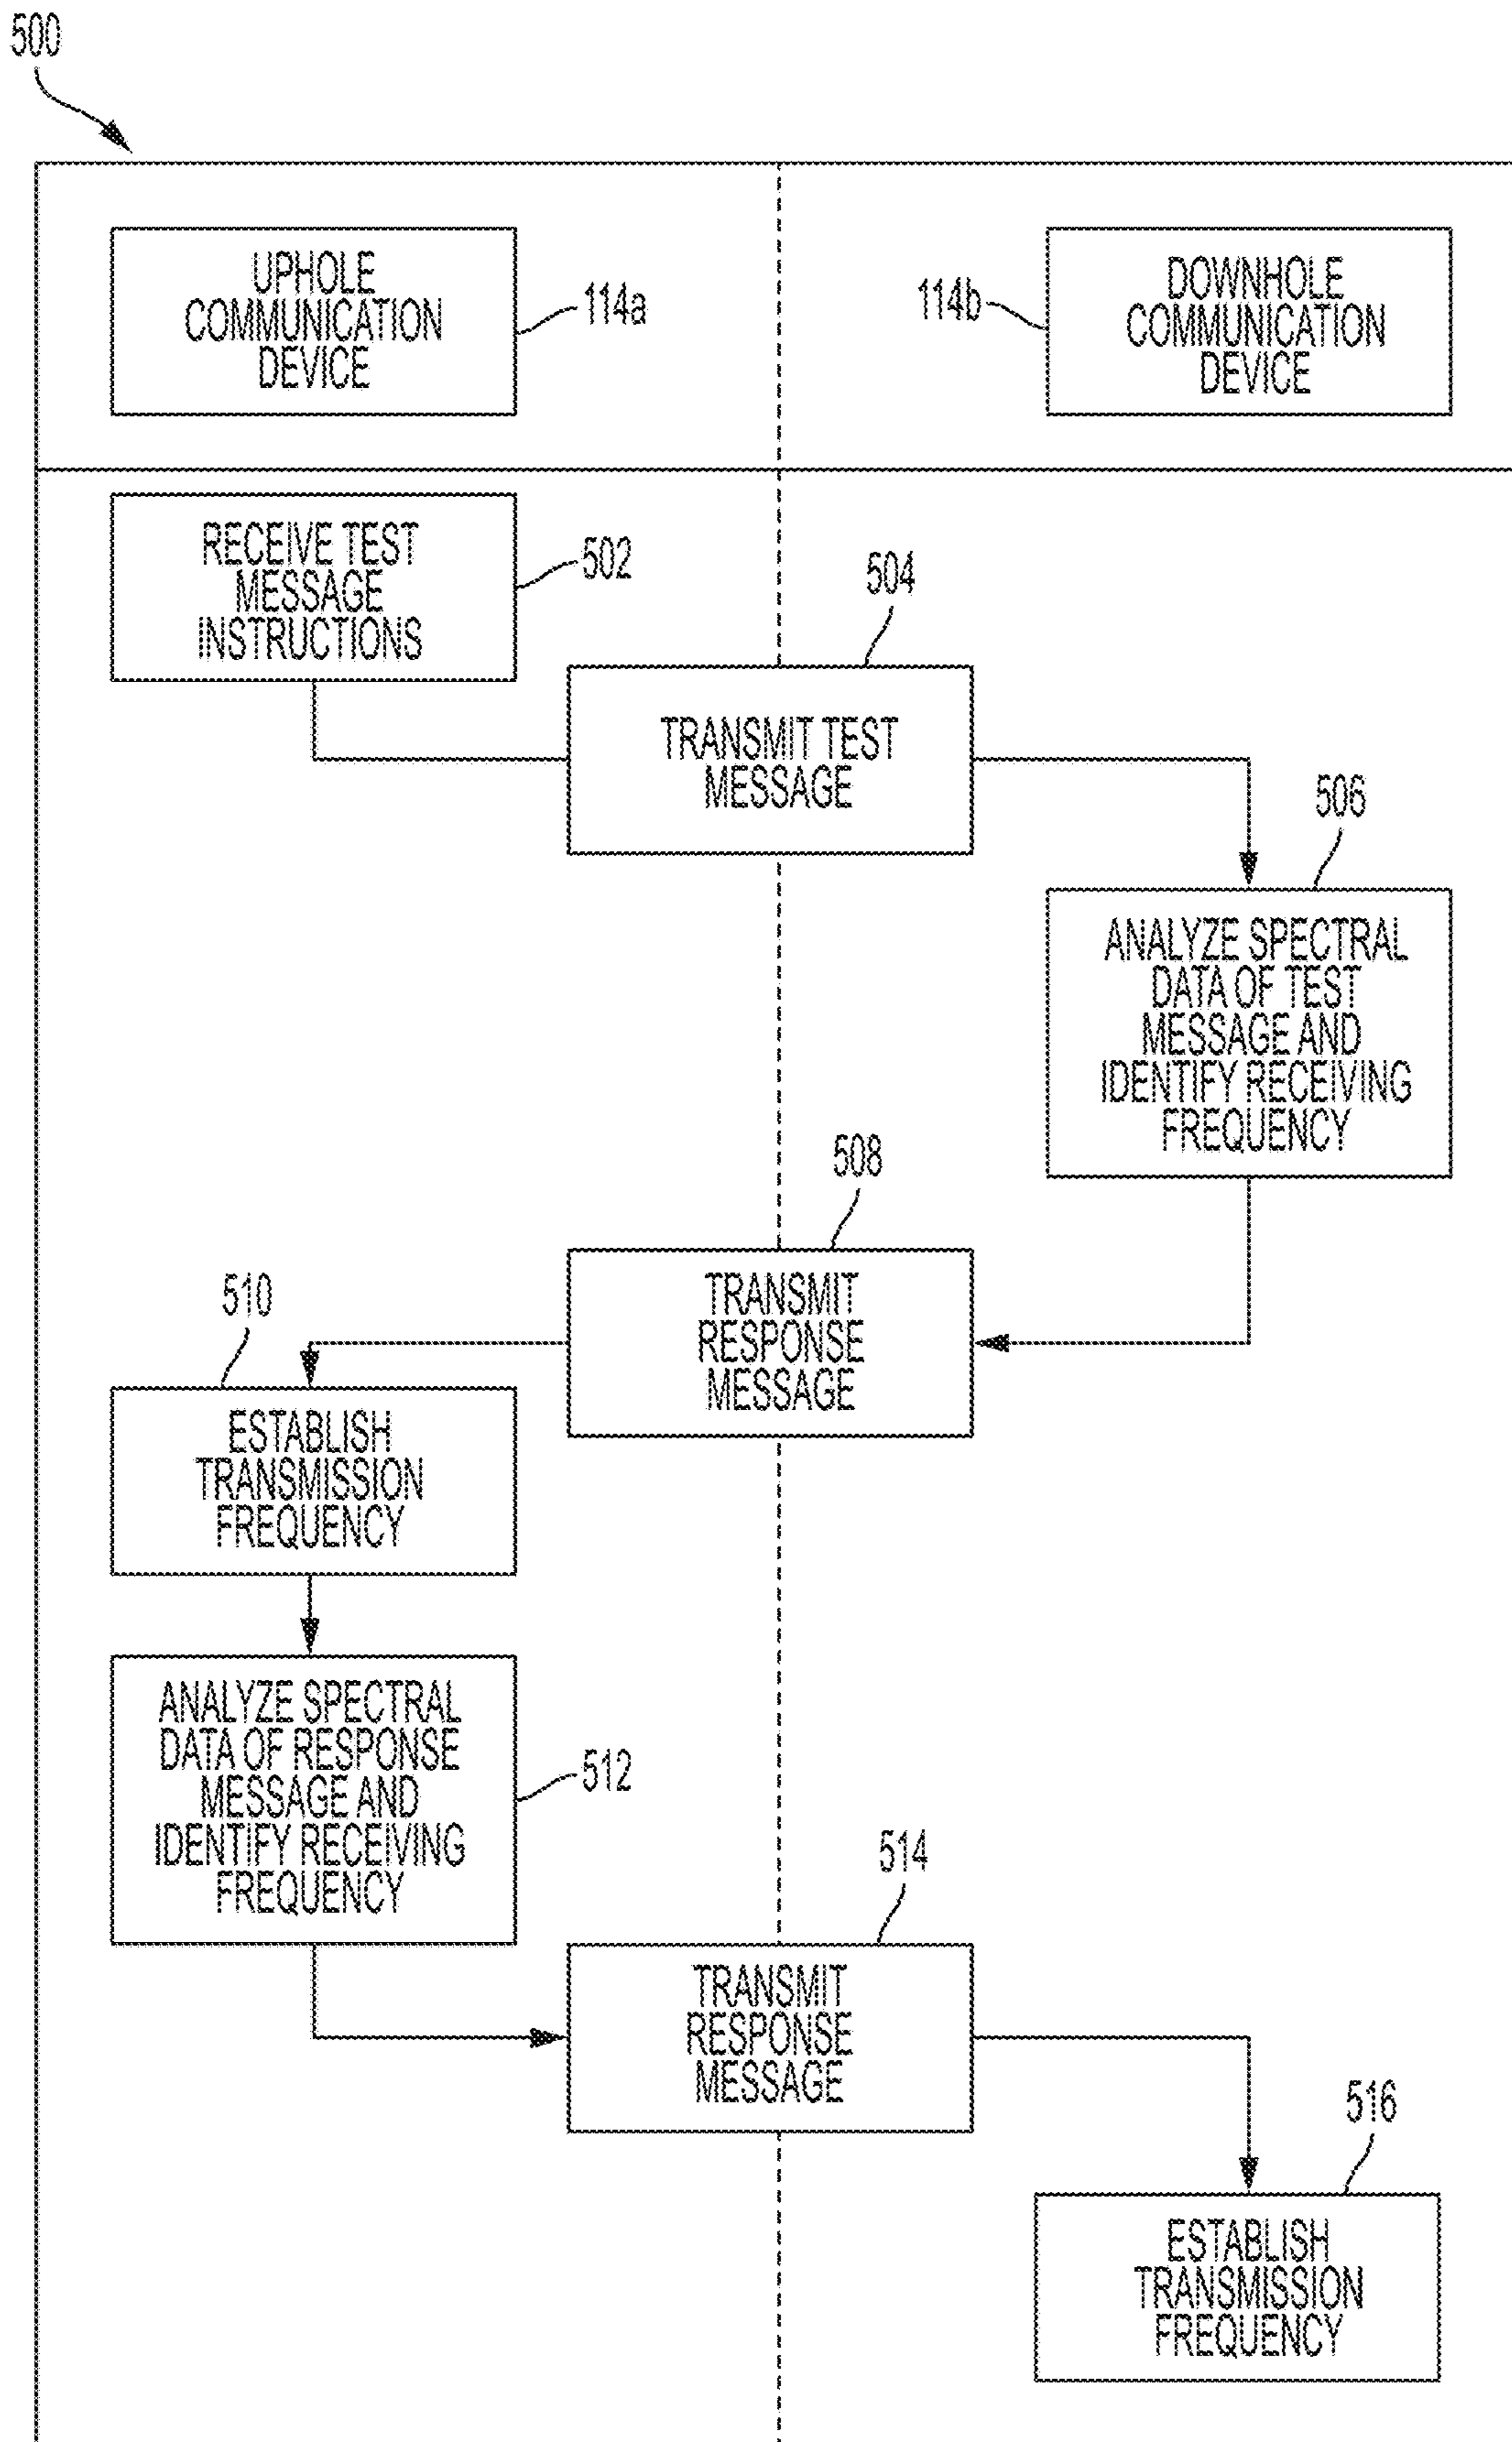 500
UPHOLE
COMMUNICATION
DEVICE
114a
114b
DOWNHOLE
COMMUNICATION
DEVICE
RECEIVE TEST
MESSAGE
INSTRUCTIONS
502
504
TRANSMIT TEST
MESSAGE
506
ANALYZE SPECTRAL
DATA OF TEST
MESSAGE AND
IDENTIFY RECEIVING
FREQUENCY
508
TRANSMIT
RESPONSE
MESSAGE
510
ESTABLISH
TRANSMISSION
FREQUENCY
ANALYZE SPECTRAL
DATA OF RESPONSE
MESSAGE AND
IDENTIFY RECEIVING
FREQUENCY
512
514
TRANSMIT
RESPONSE
MESSAGE
516
ESTABLISH
TRANSMISSION
FREQUENCY